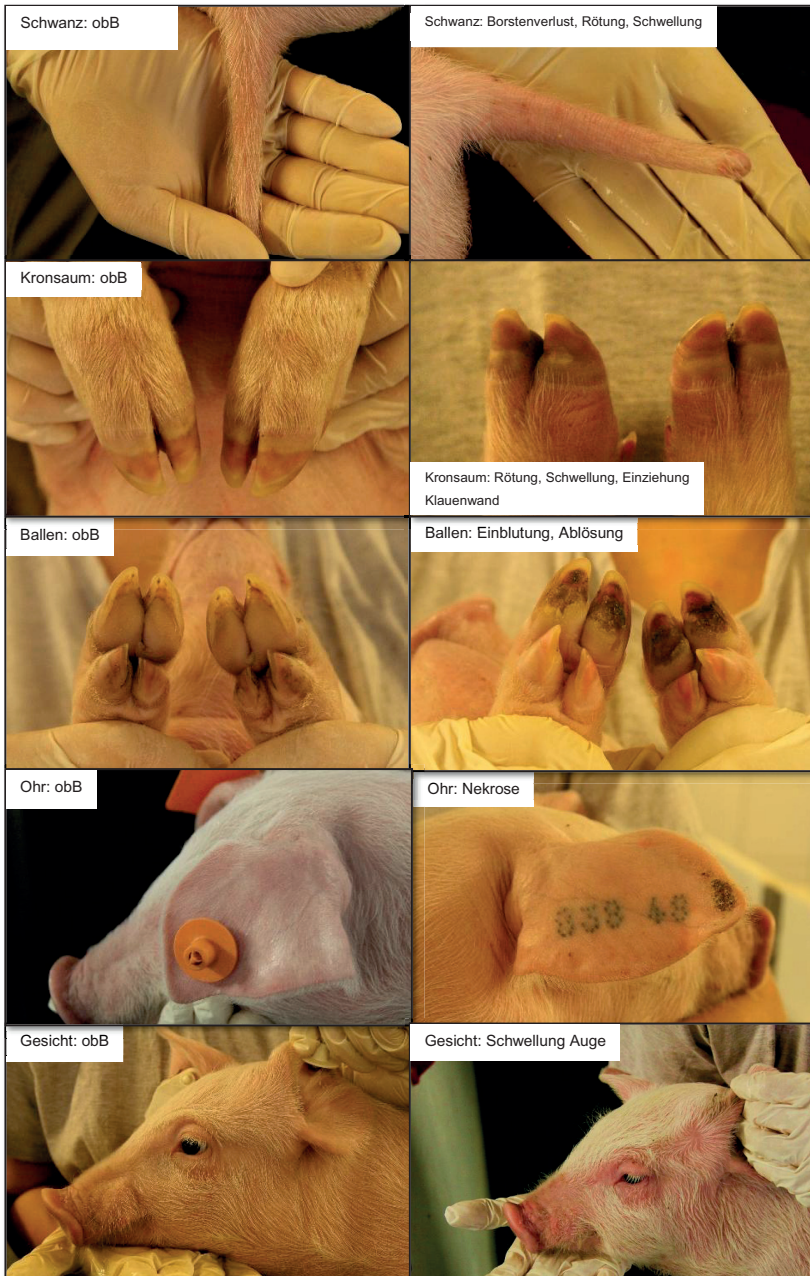 Schwanz: obB
Schwanz: Borstenverlust, Rötung, Schwellung
Kronsaum: obB
Kronsaum: Rötung, Schwellung, Einziehung
Klauenwand
Ballen: obB
Ballen: Einblutung, Ablösung
Ohr: obB
Ohr: Nekrose
038 48
Gesicht: obB
Gesicht: Schwellung Auge